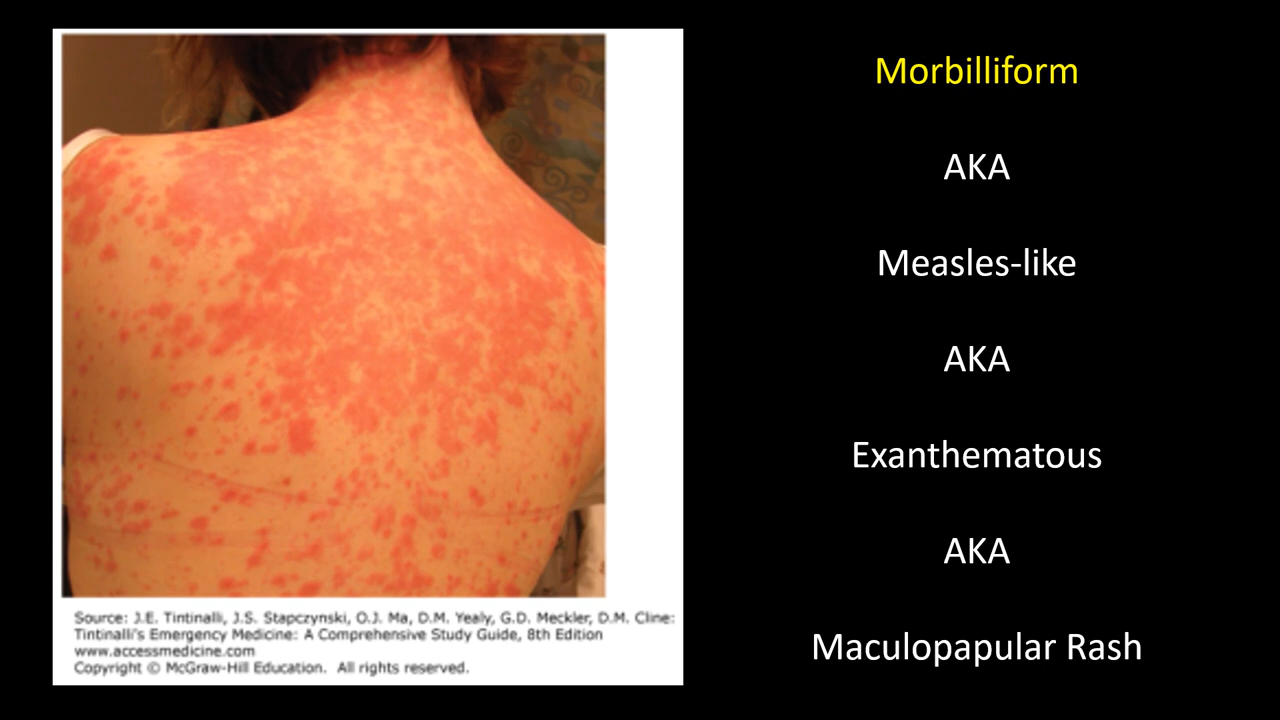 Morbilliform
AKA
Measles-like
AKA
Exanthematous
AKA
Maculopapular Rash
Source: J.E. Tintinalli, J.S. Stapczynski, O.J. Ma, D.M. Yealy, G.D. Meckler, D.M. Cline:
Tintinalli's Emergency Medicine: A Comprehensive Study Guide, 8th Edition
www.accessmedicine.com
Copyright © McGraw-Hill Education. All rights reserved.